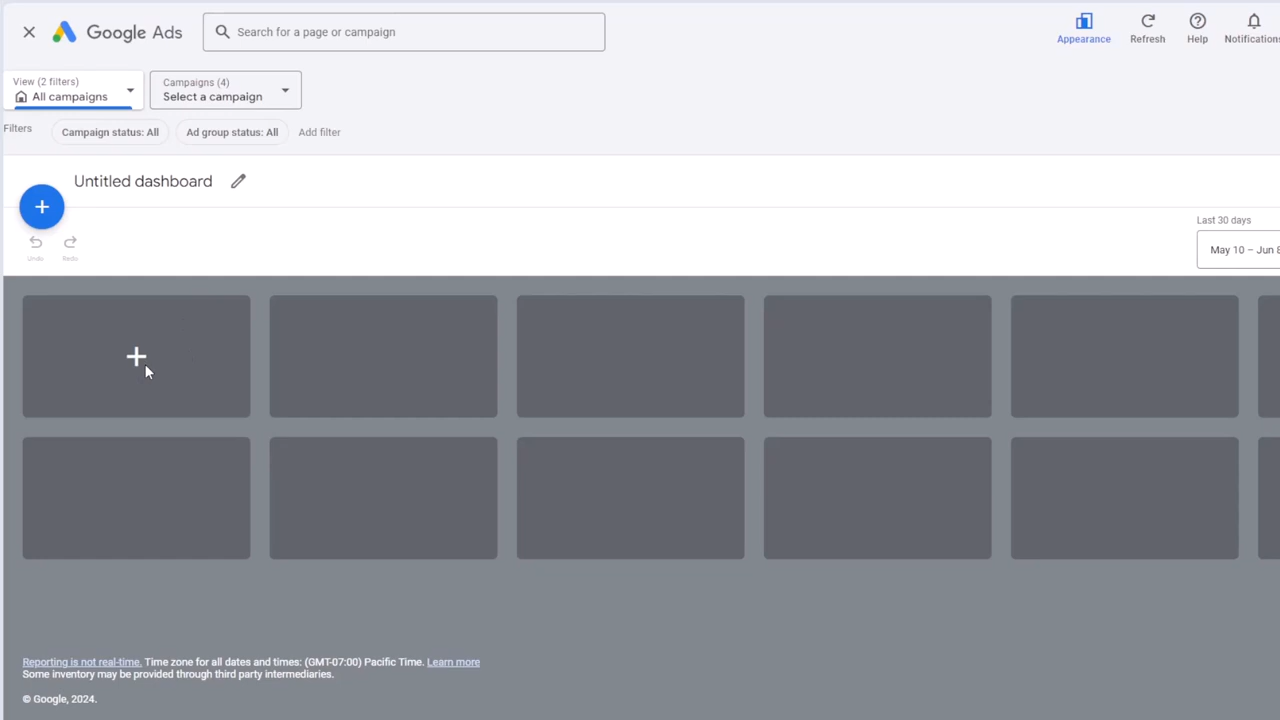 Google Ads
Search for a page or campaign
Appearance
Refresh
Help
Notifications
View (2 filters)
All campaigns
Campaigns (4)
Select a campaign
Filters
Campaign status: All
Ad group status: All
Add filter
Untitled dashboard
Undo
Redo
Last 30 days
May 10 – Jun 8
Reporting is not real-time. Time zone for all dates and times: (GMT-07:00) Pacific Time. Learn more
Some inventory may be provided through third party intermediaries.
© Google, 2024.